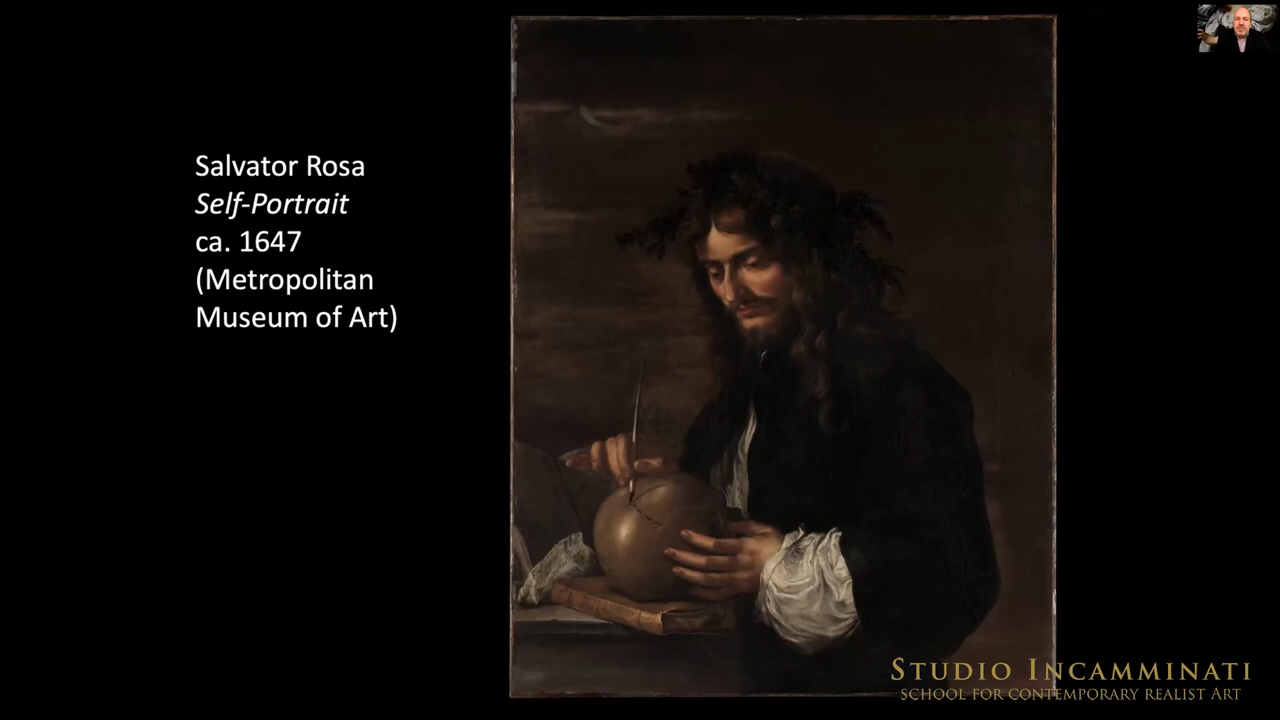 Salvator Rosa
Self-Portrait
ca. 1647
(Metropolitan
Museum of Art)
STUDIO INCAMMINATI
SCHOOL FOR CONTEMPORARY REALIST ART